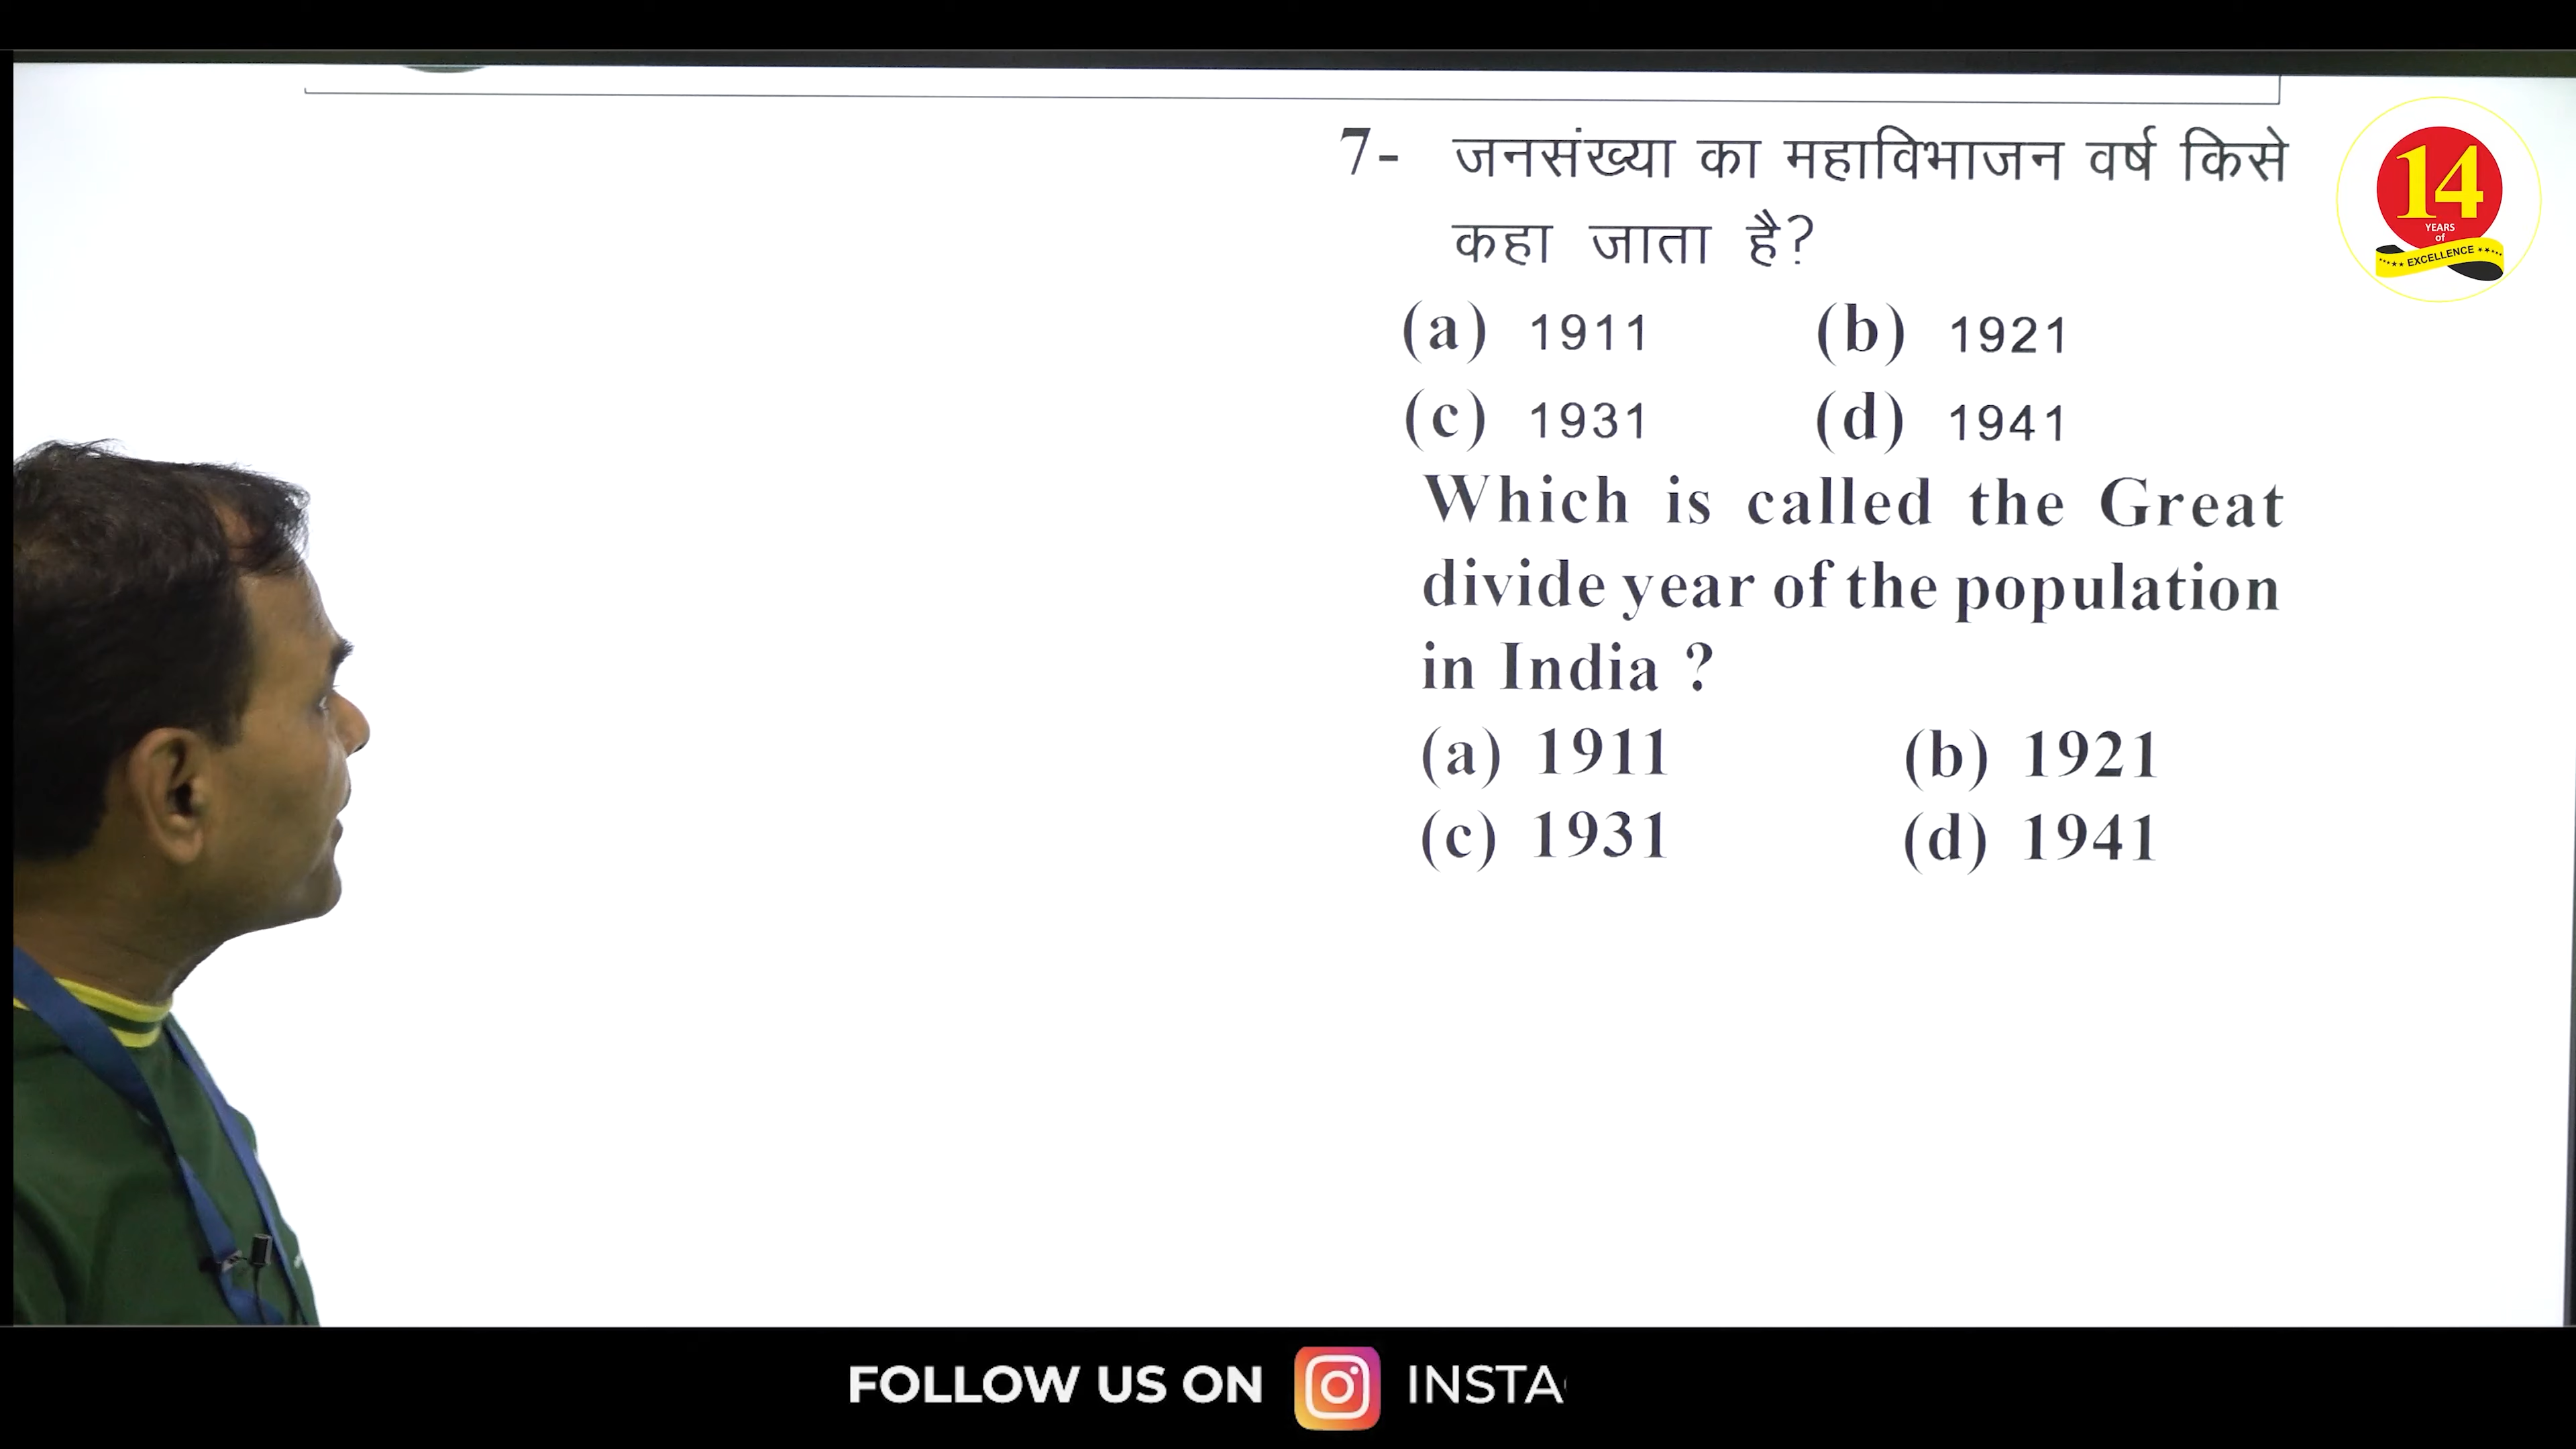 7- जनसंख्या का महाविभाजन वर्ष किसे
कहा जाता है?
(a) 1911 (b) 1921
(c) 1931 (d) 1941
Which is called the Great
divide year of the population
in India ?
(a) 1911 (b) 1921
(c) 1931 (d) 1941
14
YEARS
of
EXCELLENCE
FOLLOW US ON INSTA